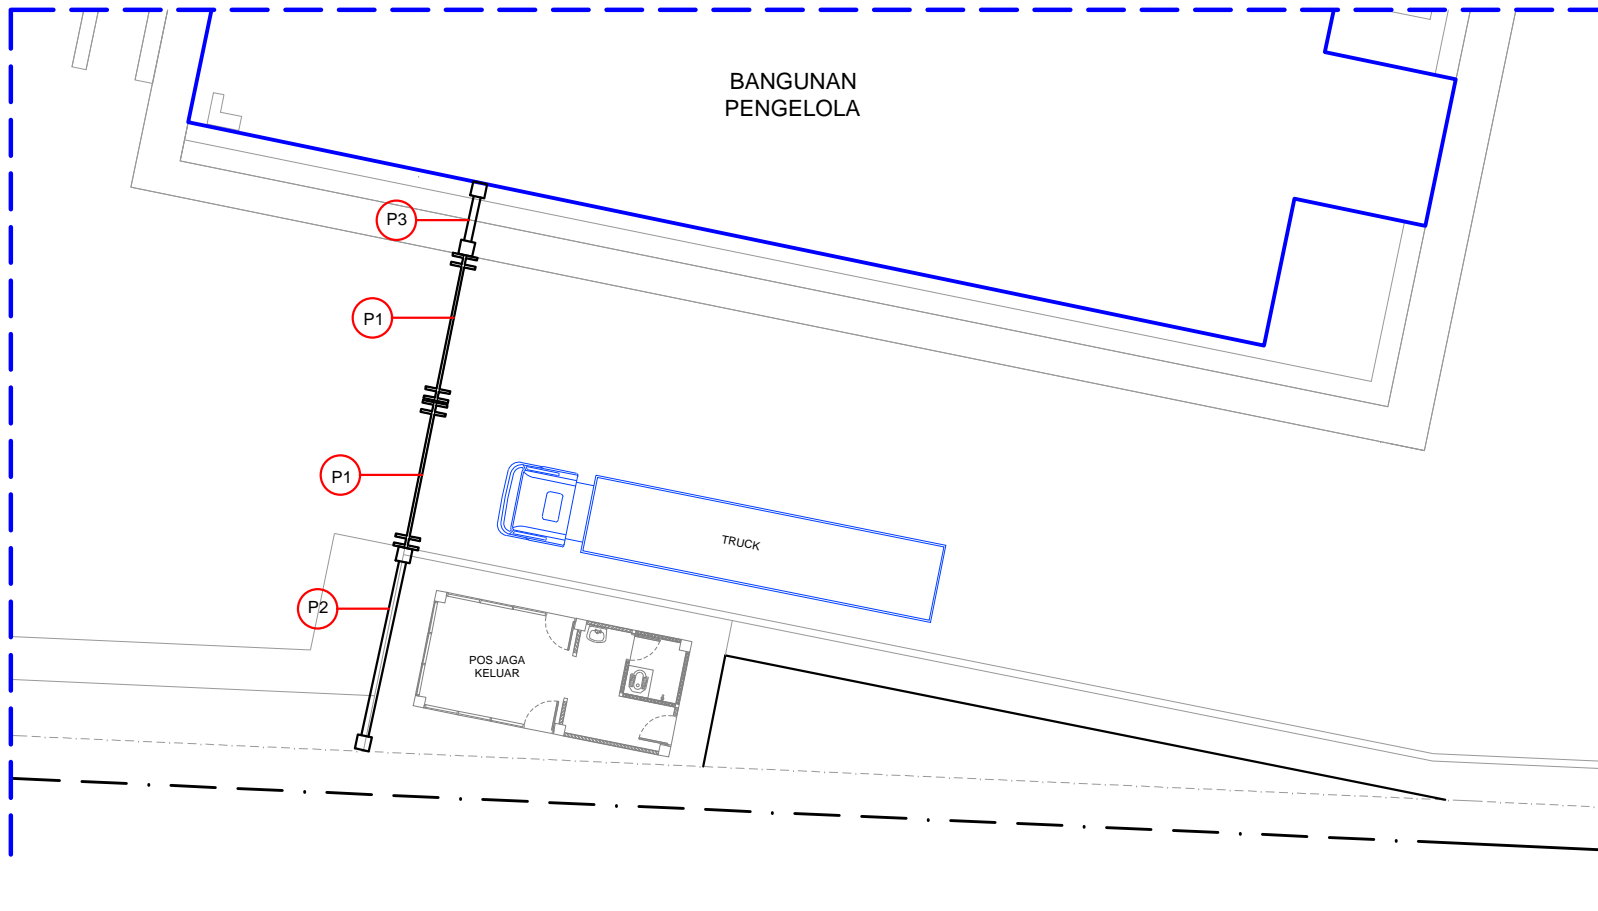 BANGUNAN
PENGELOLA
P3
P1
P1
TRUCK
P2
POS JAGA
KELUAR